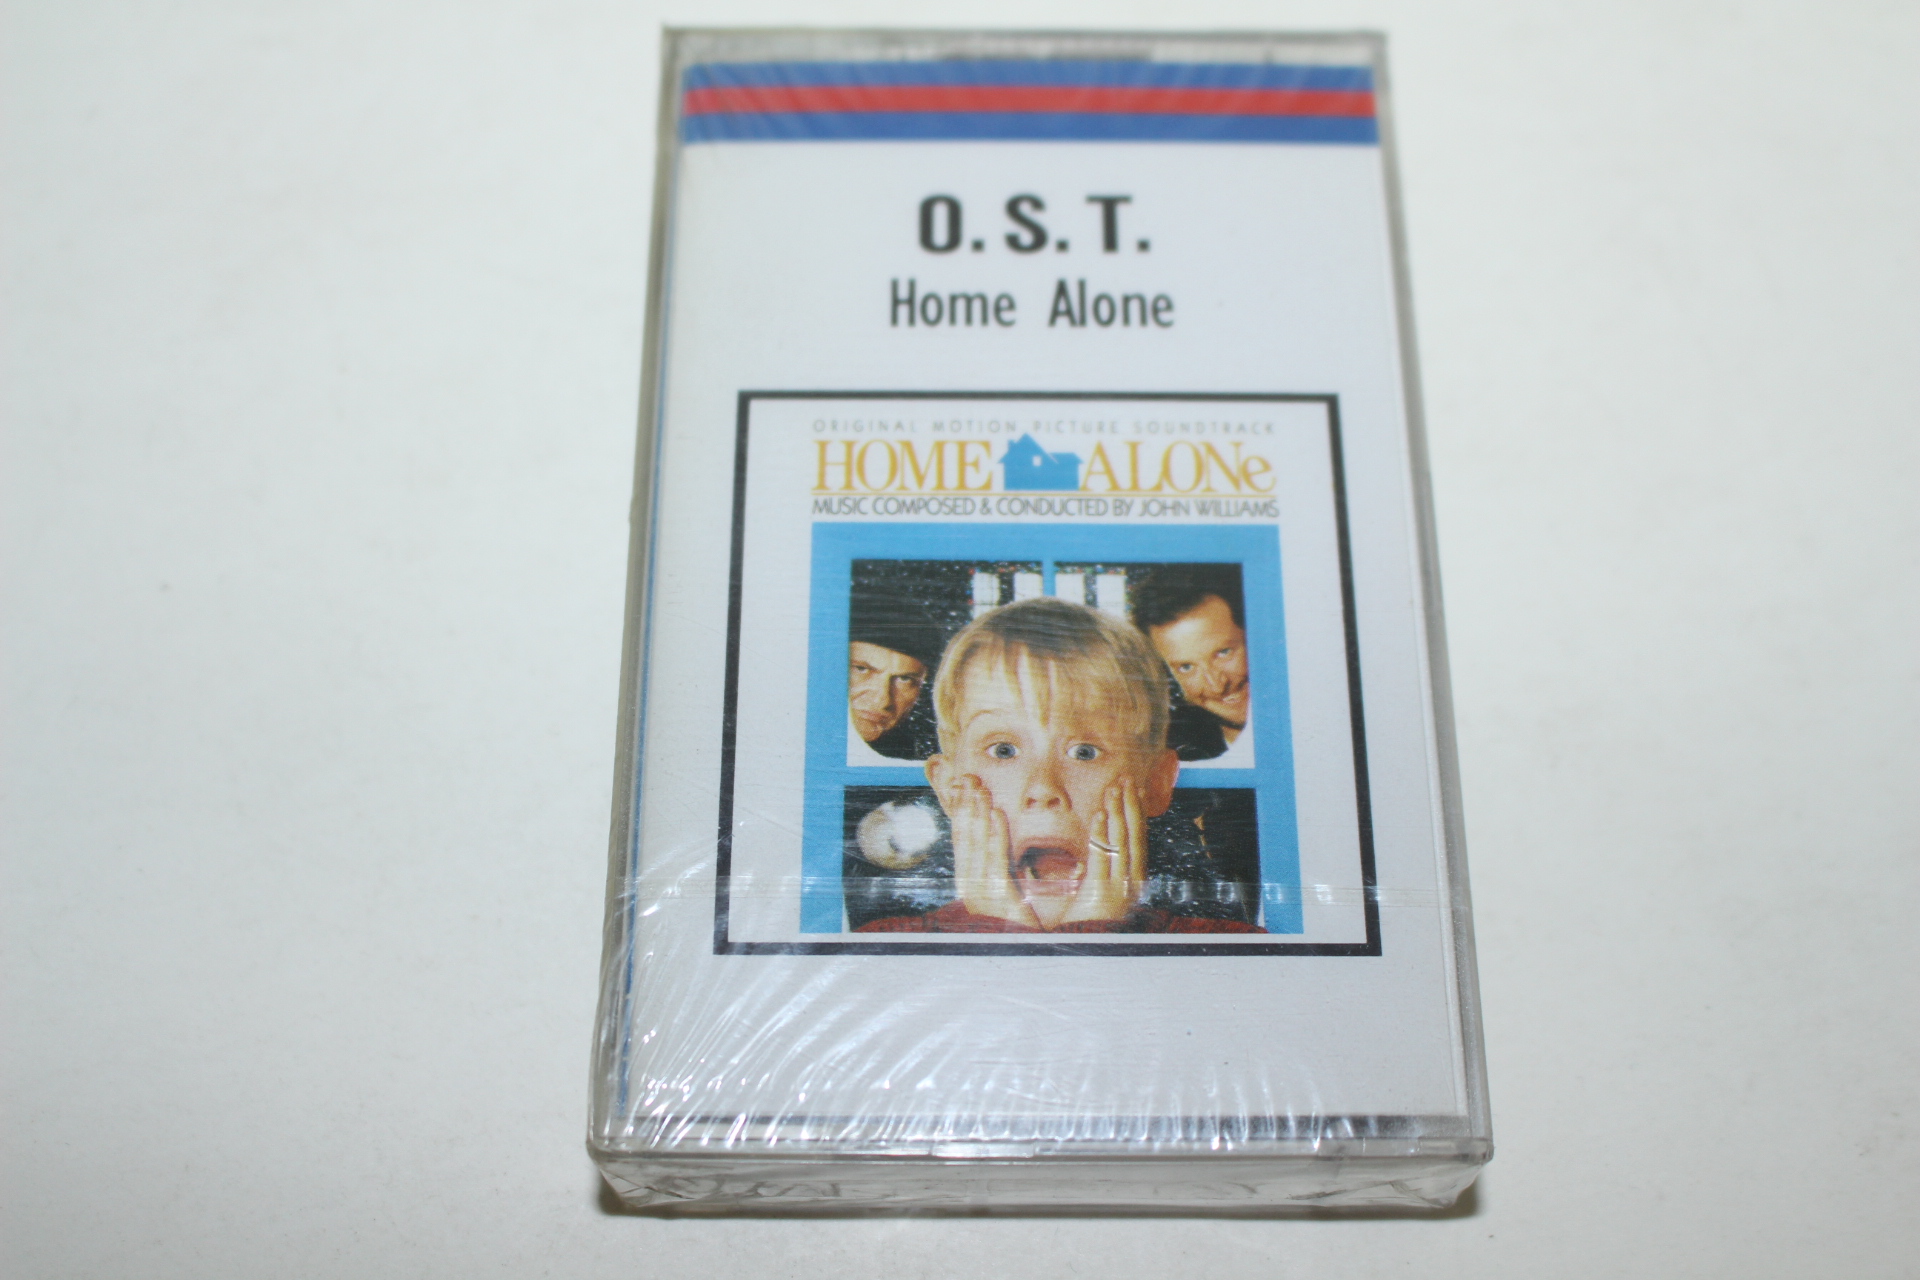 O.S.T.
Home Alone
ORIGINAL MOTION PICTURE SOUNDTRACK
HOME ALONe
MUSIC COMPOSED & CONDUCTED BY JOHN WILLIAMS